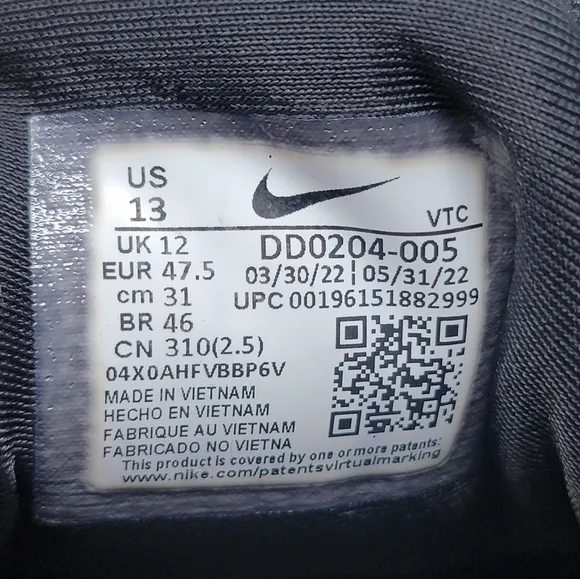 US
13
VTC
UK 12
DD0204-005
EUR 47.5
03/30/22 | 05/31/22
cm 31
UPC 00196151882999
BR 46
CN 310(2.5)
04X0AHFVBBP6V
MADE IN VIETNAM
HECHO EN VIETNAM
FABRIQUE AU VIETNAM
FABRICADO NO VIETNA
This product is covered by one or more patents:
www.nike.com/patentsvirtualmarking